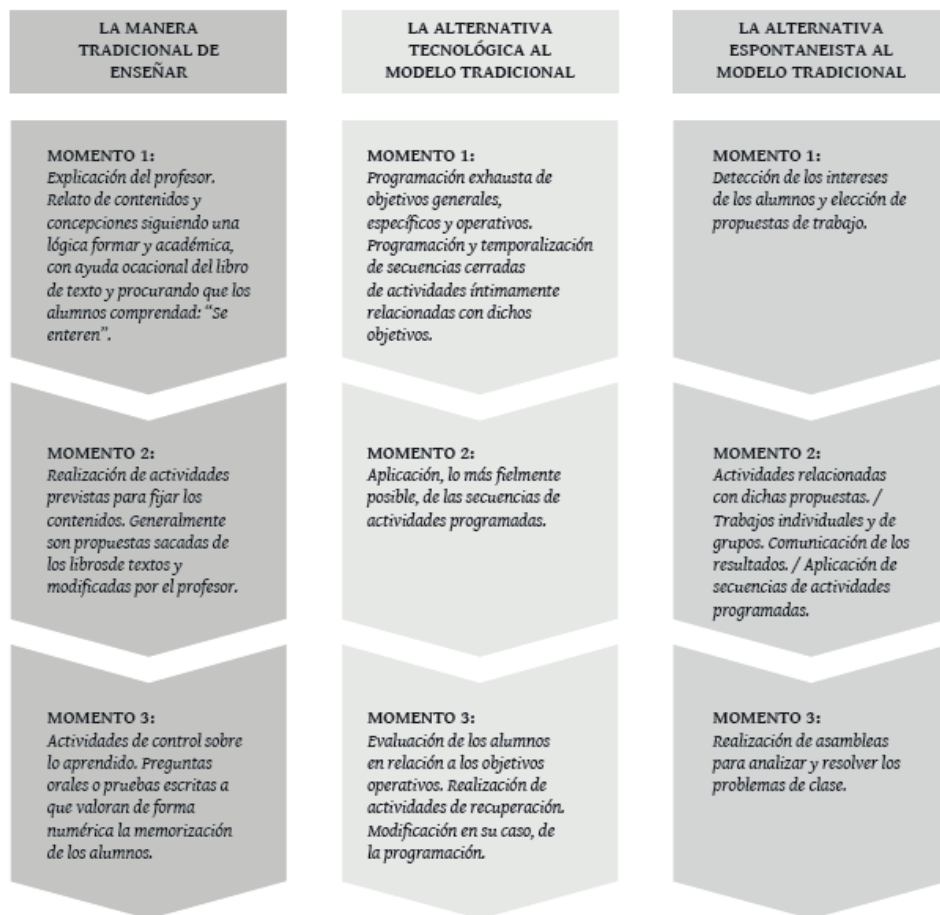 LA MANERA
TRADICIONAL DE
ENSEÑAR
MOMENTO 1:
Explicación del profesor.
Relato de contenidos y
concepciones siguiendo una
lógica formar y académica,
con ayuda ocacional del libro
de texto y procurando que los
alumnos comprendad: “Se
enteren”.
MOMENTO 2:
Realización de actividades
previstas para fijar los
contenidos. Generalmente
son propuestas sacadas de
los librosde textos y
modificadas por el profesor.
MOMENTO 3:
Actividades de control sobre
lo aprendido. Preguntas
orales o pruebas escritas a
que valoran de forma
numérica la memorización
de los alumnos.
LA ALTERNATIVA
TECNOLÓGICA AL
MODELO TRADICIONAL
MOMENTO 1:
Programación exhausta de
objetivos generales,
específicos y operativos.
Programación y temporalización
de secuencias cerradas
de actividades íntimamente
relacionadas con dichos
objetivos.
MOMENTO 2:
Aplicación, lo más fielmente
posible, de las secuencias de
actividades programadas.
MOMENTO 3:
Evaluación de los alumnos
en relación a los objetivos
operativos. Realización de
actividades de recuperación.
Modificación en su caso, de
la programación.
LA ALTERNATIVA
ESPONTANEISTA AL
MODELO TRADICIONAL
MOMENTO 1:
Detección de los intereses
de los alumnos y elección de
propuestas de trabajo.
MOMENTO 2:
Actividades relacionadas
con dichas propuestas. /
Trabajos individuales y de
grupos. Comunicación de los
resultados. / Aplicación de
secuencias de actividades
programadas.
MOMENTO 3:
Realización de asambleas
para analizar y resolver los
problemas de clase.